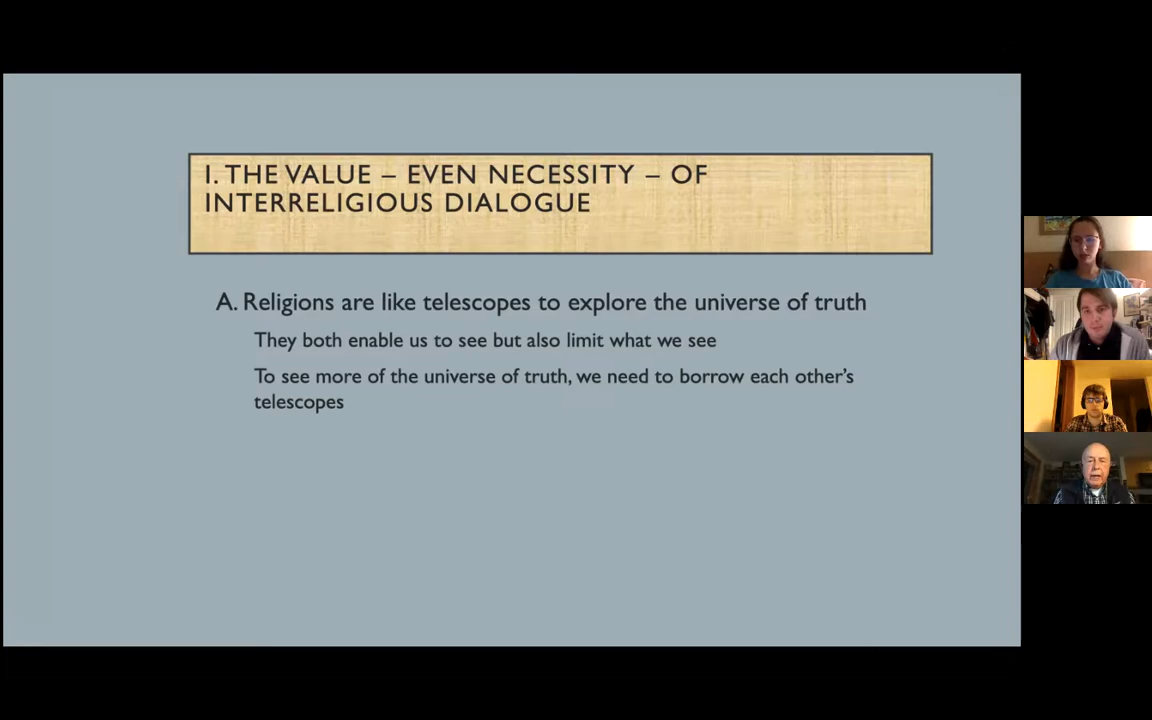 I. THE VALUE – EVEN NECESSITY – OF
INTERRELIGIOUS DIALOGUE
A. Religions are like telescopes to explore the universe of truth
They both enable us to see but also limit what we see
To see more of the universe of truth, we need to borrow each other’s
telescopes